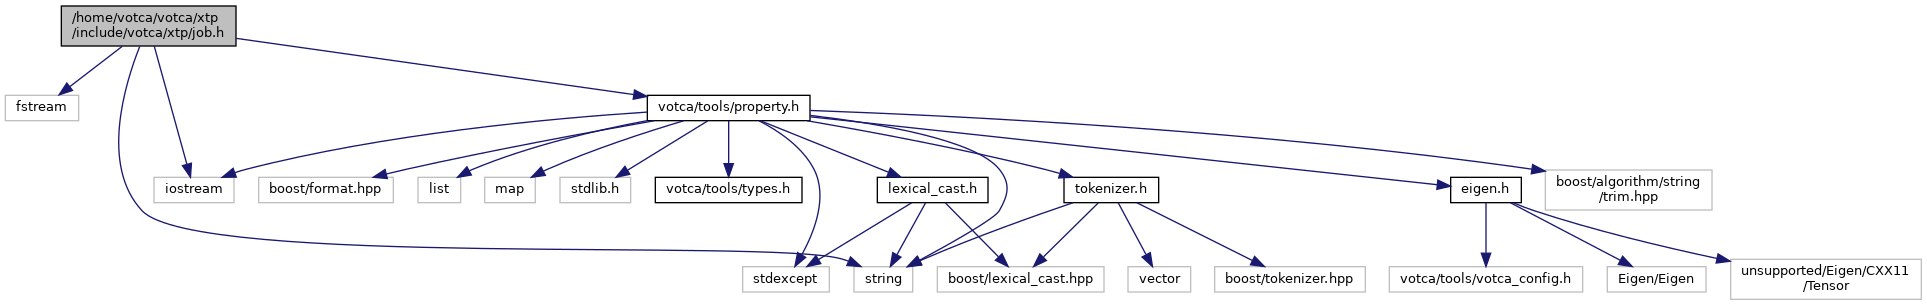 /home/votca/votca/xtp
/include/votca/xtp/job.h
fstream
votca/tools/property.h
iostream
boost/format.hpp
list
map
stdlib.h
votca/tools/types.h
lexical_cast.h
tokenizer.h
eigen.h
boost/algorithm/string
/trim.hpp
stdexcept
string
boost/lexical_cast.hpp
vector
boost/tokenizer.hpp
votca/tools/votca_config.h
Eigen/Eigen
unsupported/Eigen/CXX11
/Tensor